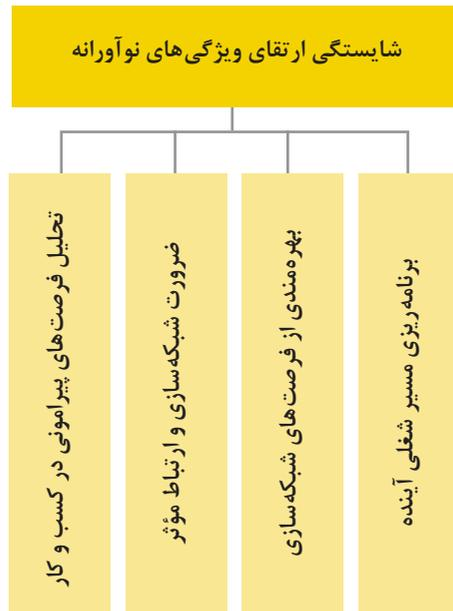 شایستگی ارتقای ویژگی‌های نوآورانه
برنامه‌ریزی مسیر شغلی آینده
بهره‌مندی از فرصت‌های شبکه‌سازی
ضرورت شبکه‌سازی و ارتباط مؤثر
تحلیل فرصت‌های پیرامونی در کسب و کار